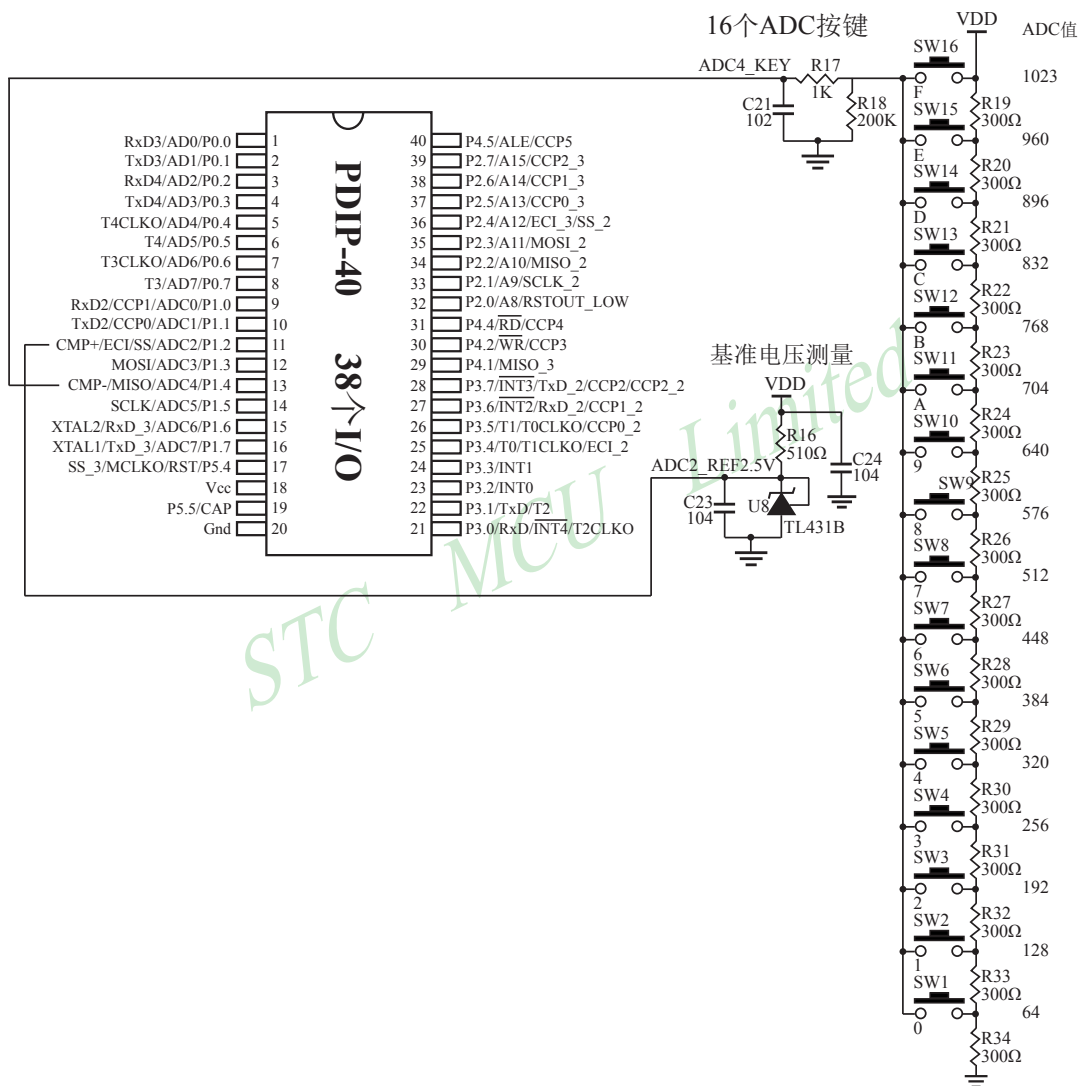 16个ADC按键
VDD
ADC值
SW16
ADC4_KEY
R17
1K
1023
F
C21
102
R18
200K
SW15
R19
300Ω
960
E
SW14
R20
300Ω
896
D
SW13
R21
300Ω
832
C
SW12
R22
300Ω
768
B
SW11
R23
300Ω
704
A
SW10
R24
300Ω
640
9
SW9
R25
300Ω
576
8
SW8
R26
300Ω
512
7
SW7
R27
300Ω
448
6
SW6
R28
300Ω
384
5
SW5
R29
300Ω
320
4
SW4
R30
300Ω
256
3
SW3
R31
300Ω
192
2
SW2
R32
300Ω
128
1
SW1
R33
300Ω
64
0
R34
300Ω
PDIP-40 38个I/O
RxD3/AD0/P0.0 1
TxD3/AD1/P0.1 2
RxD4/AD2/P0.2 3
TxD4/AD3/P0.3 4
T4CLKO/AD4/P0.4 5
T4/AD5/P0.5 6
T3CLKO/AD6/P0.6 7
T3/AD7/P0.7 8
RxD2/CCP1/ADC0/P1.0 9
TxD2/CCP0/ADC1/P1.1 10
CMP+/ECI/SS/ADC2/P1.2 11
MOSI/ADC3/P1.3 12
CMP-/MISO/ADC4/P1.4 13
SCLK/ADC5/P1.5 14
XTAL2/RxD_3/ADC6/P1.6 15
XTAL1/TxD_3/ADC7/P1.7 16
SS_3/MCLKO/RST/P5.4 17
Vcc 18
P5.5/CAP 19
Gnd 20
40 P4.5/ALE/CCP5
39 P2.7/A15/CCP2_3
38 P2.6/A14/CCP1_3
37 P2.5/A13/CCP0_3
36 P2.4/A12/ECI_3/SS_2
35 P2.3/A11/MOSI_2
34 P2.2/A10/MISO_2
33 P2.1/A9/SCLK_2
32 P2.0/A8/RSTOUT_LOW
31 P4.4/RD/CCP4
30 P4.2/WR/CCP3
29 P4.1/MISO_3
28 P3.7/INT3/TxD_2/CCP2/CCP2_2
27 P3.6/INT2/RxD_2/CCP1_2
26 P3.5/T1/T0CLKO/CCP0_2
25 P3.4/T0/T1CLKO/ECI_2
24 P3.3/INT1
23 P3.2/INT0
22 P3.1/TxD/T2
21 P3.0/RxD/INT4/T2CLKO
基准电压测量
VDD
R16
510Ω
ADC2_REF2.5V
C24
104
C23
104
U8
TL431B
STC MCU Limited